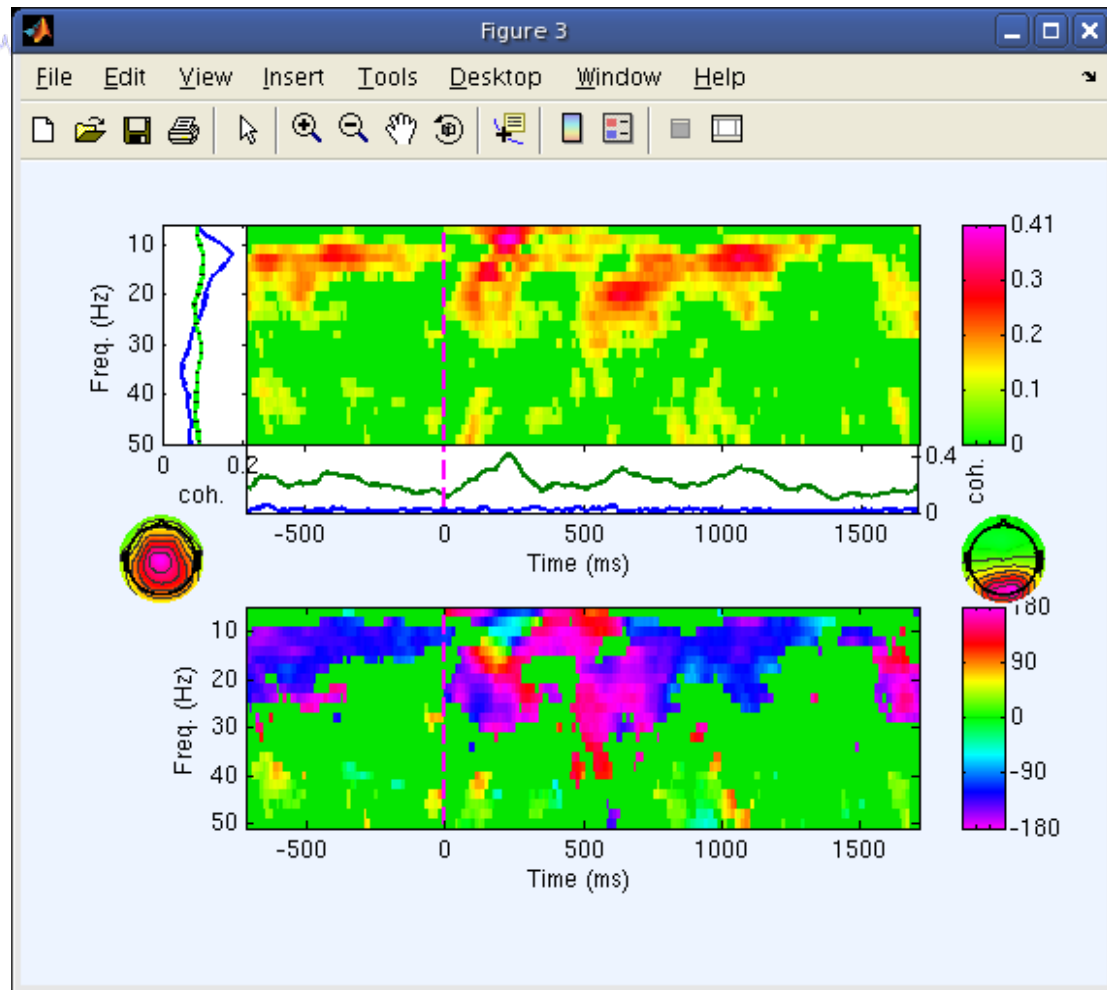 Figure 3
File Edit View Insert Tools Desktop Window Help
10
20
30
40
50
Freq. (Hz)
0 0.2
coh.
0.41
0.3
0.2
0.1
0
0.4
0
coh.
-500 0 500 1000 1500
Time (ms)
10
20
30
40
50
Freq. (Hz)
180
90
0
-90
-180
-500 0 500 1000 1500
Time (ms)